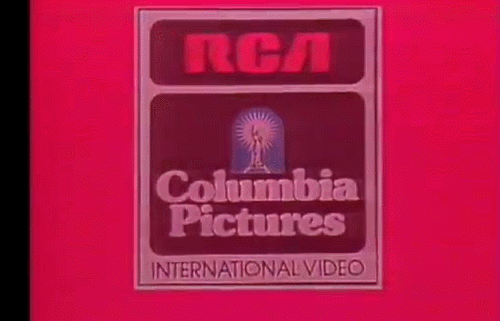 RCA
Columbia
Pictures
INTERNATIONAL VIDEO